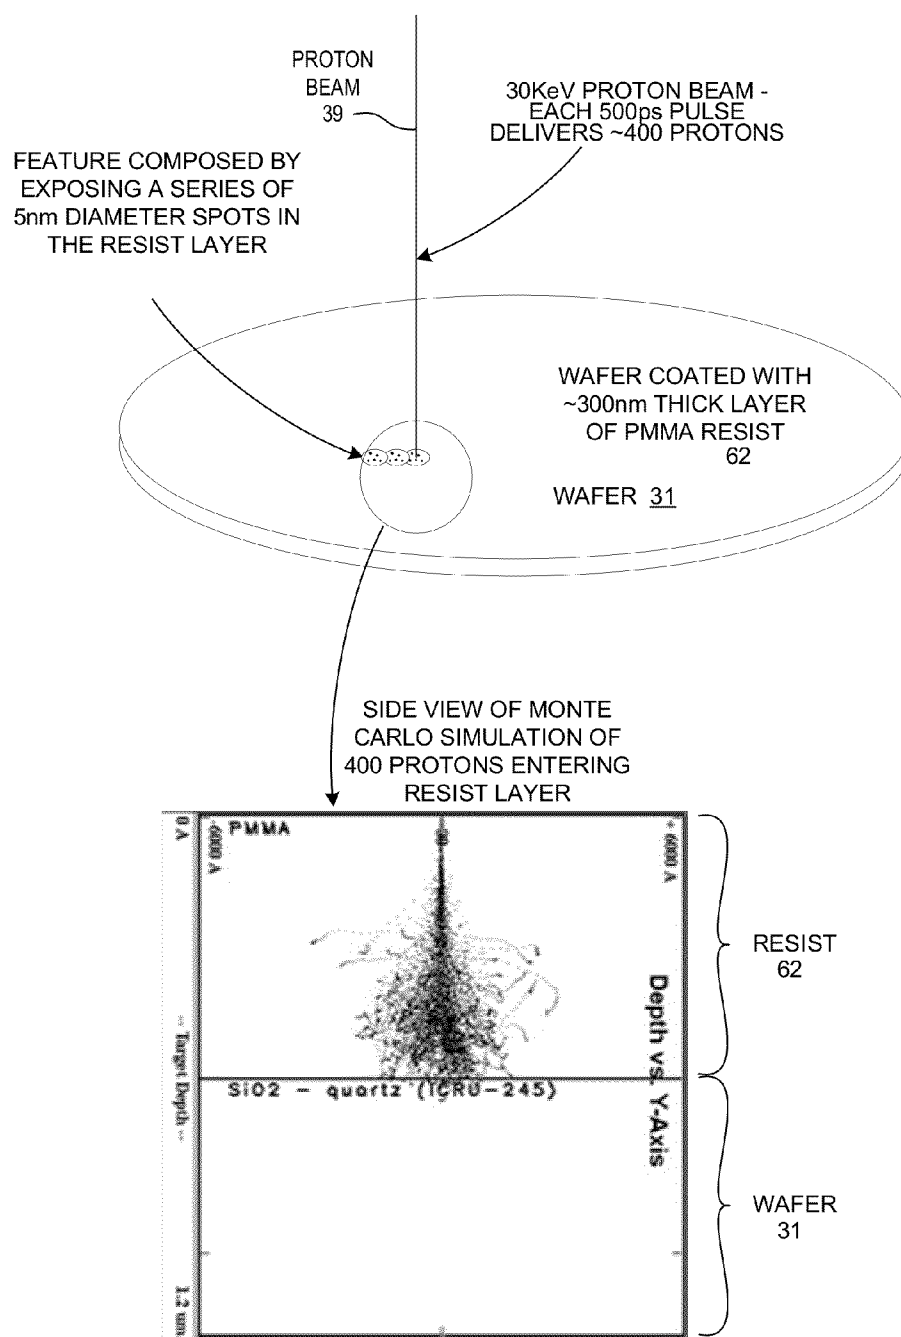 PROTON
BEAM
39
30KeV PROTON BEAM -
EACH 500ps PULSE
DELIVERS ~400 PROTONS
FEATURE COMPOSED BY
EXPOSING A SERIES OF
5nm DIAMETER SPOTS IN
THE RESIST LAYER
WAFER COATED WITH
~300nm THICK LAYER
OF PMMA RESIST
62
WAFER 31
SIDE VIEW OF MONTE
CARLO SIMULATION OF
400 PROTONS ENTERING
RESIST LAYER
0 A
-6000 A
PMMA
+ 6000 A
RESIST
62
Depth vs. Y-Axis
-- Target Depth --
SiO2 - quartz (ICRU-245)
WAFER
31
1.2 um